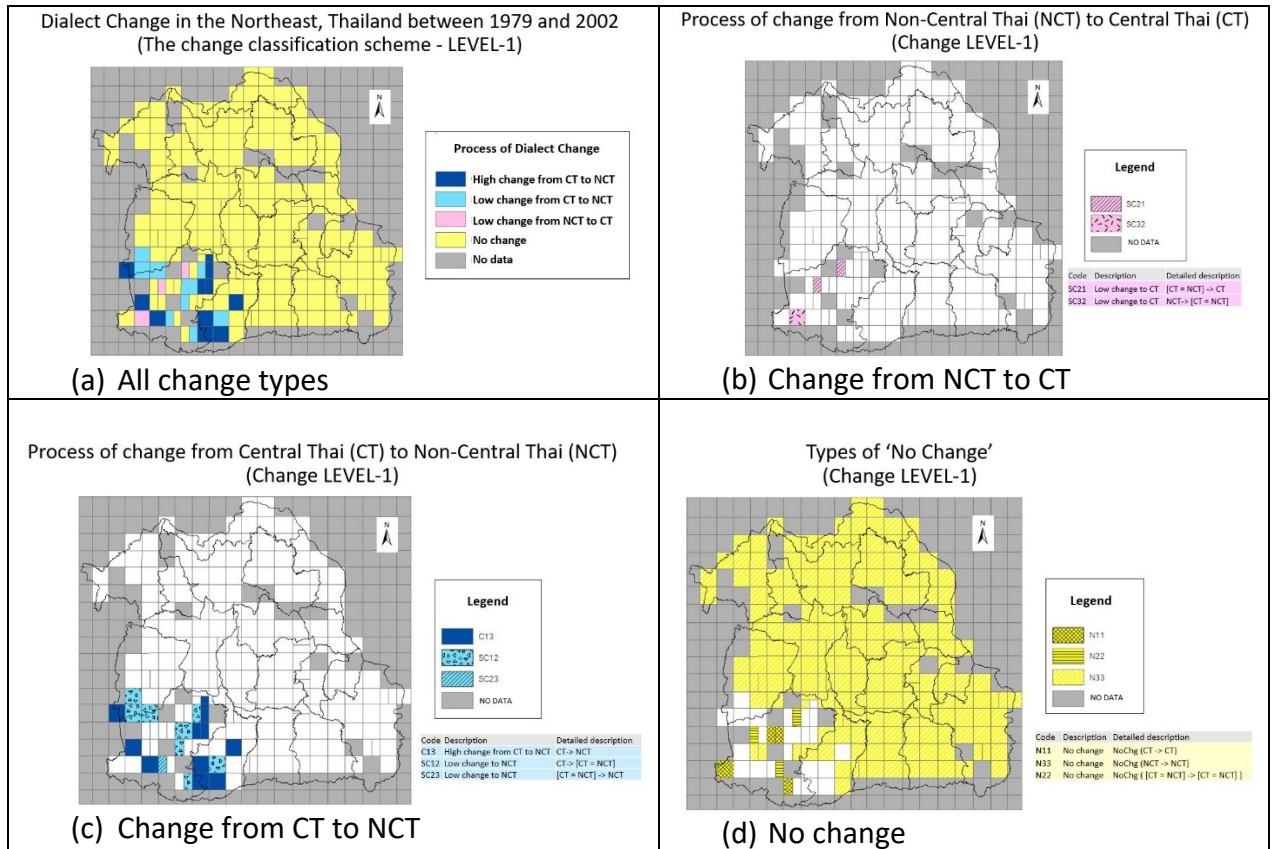 Dialect Change in the Northeast, Thailand between 1979 and 2002
(The change classification scheme - LEVEL-1)
N
Process of Dialect Change
High change from CT to NCT
Low change from CT to NCT
Low change from NCT to CT
No change
No data
(a) All change types
Process of change from Non-Central Thai (NCT) to Central Thai (CT)
(Change LEVEL-1)
N
Legend
SC21
SC32
NO DATA
Code Description Detailed description
SC21 Low change to CT [CT = NCT] -> CT
SC32 Low change to CT NCT-> [CT = NCT]
(b) Change from NCT to CT
Process of change from Central Thai (CT) to Non-Central Thai (NCT)
(Change LEVEL-1)
N
Legend
C13
SC12
SC23
NO DATA
Code Description Detailed description
C13 High change from CT to NCT CT-> NCT
SC12 Low change to NCT CT-> [CT = NCT]
SC23 Low change to NCT [CT = NCT] -> NCT
(c) Change from CT to NCT
Types of ‘No Change’
(Change LEVEL-1)
N
Legend
N11
N22
N33
NO DATA
Code Description Detailed description
N11 No change NoChg (CT -> CT)
N33 No change NoChg (NCT -> NCT)
N22 No change NoChg ( [CT = NCT] -> [CT = NCT] )
(d) No change